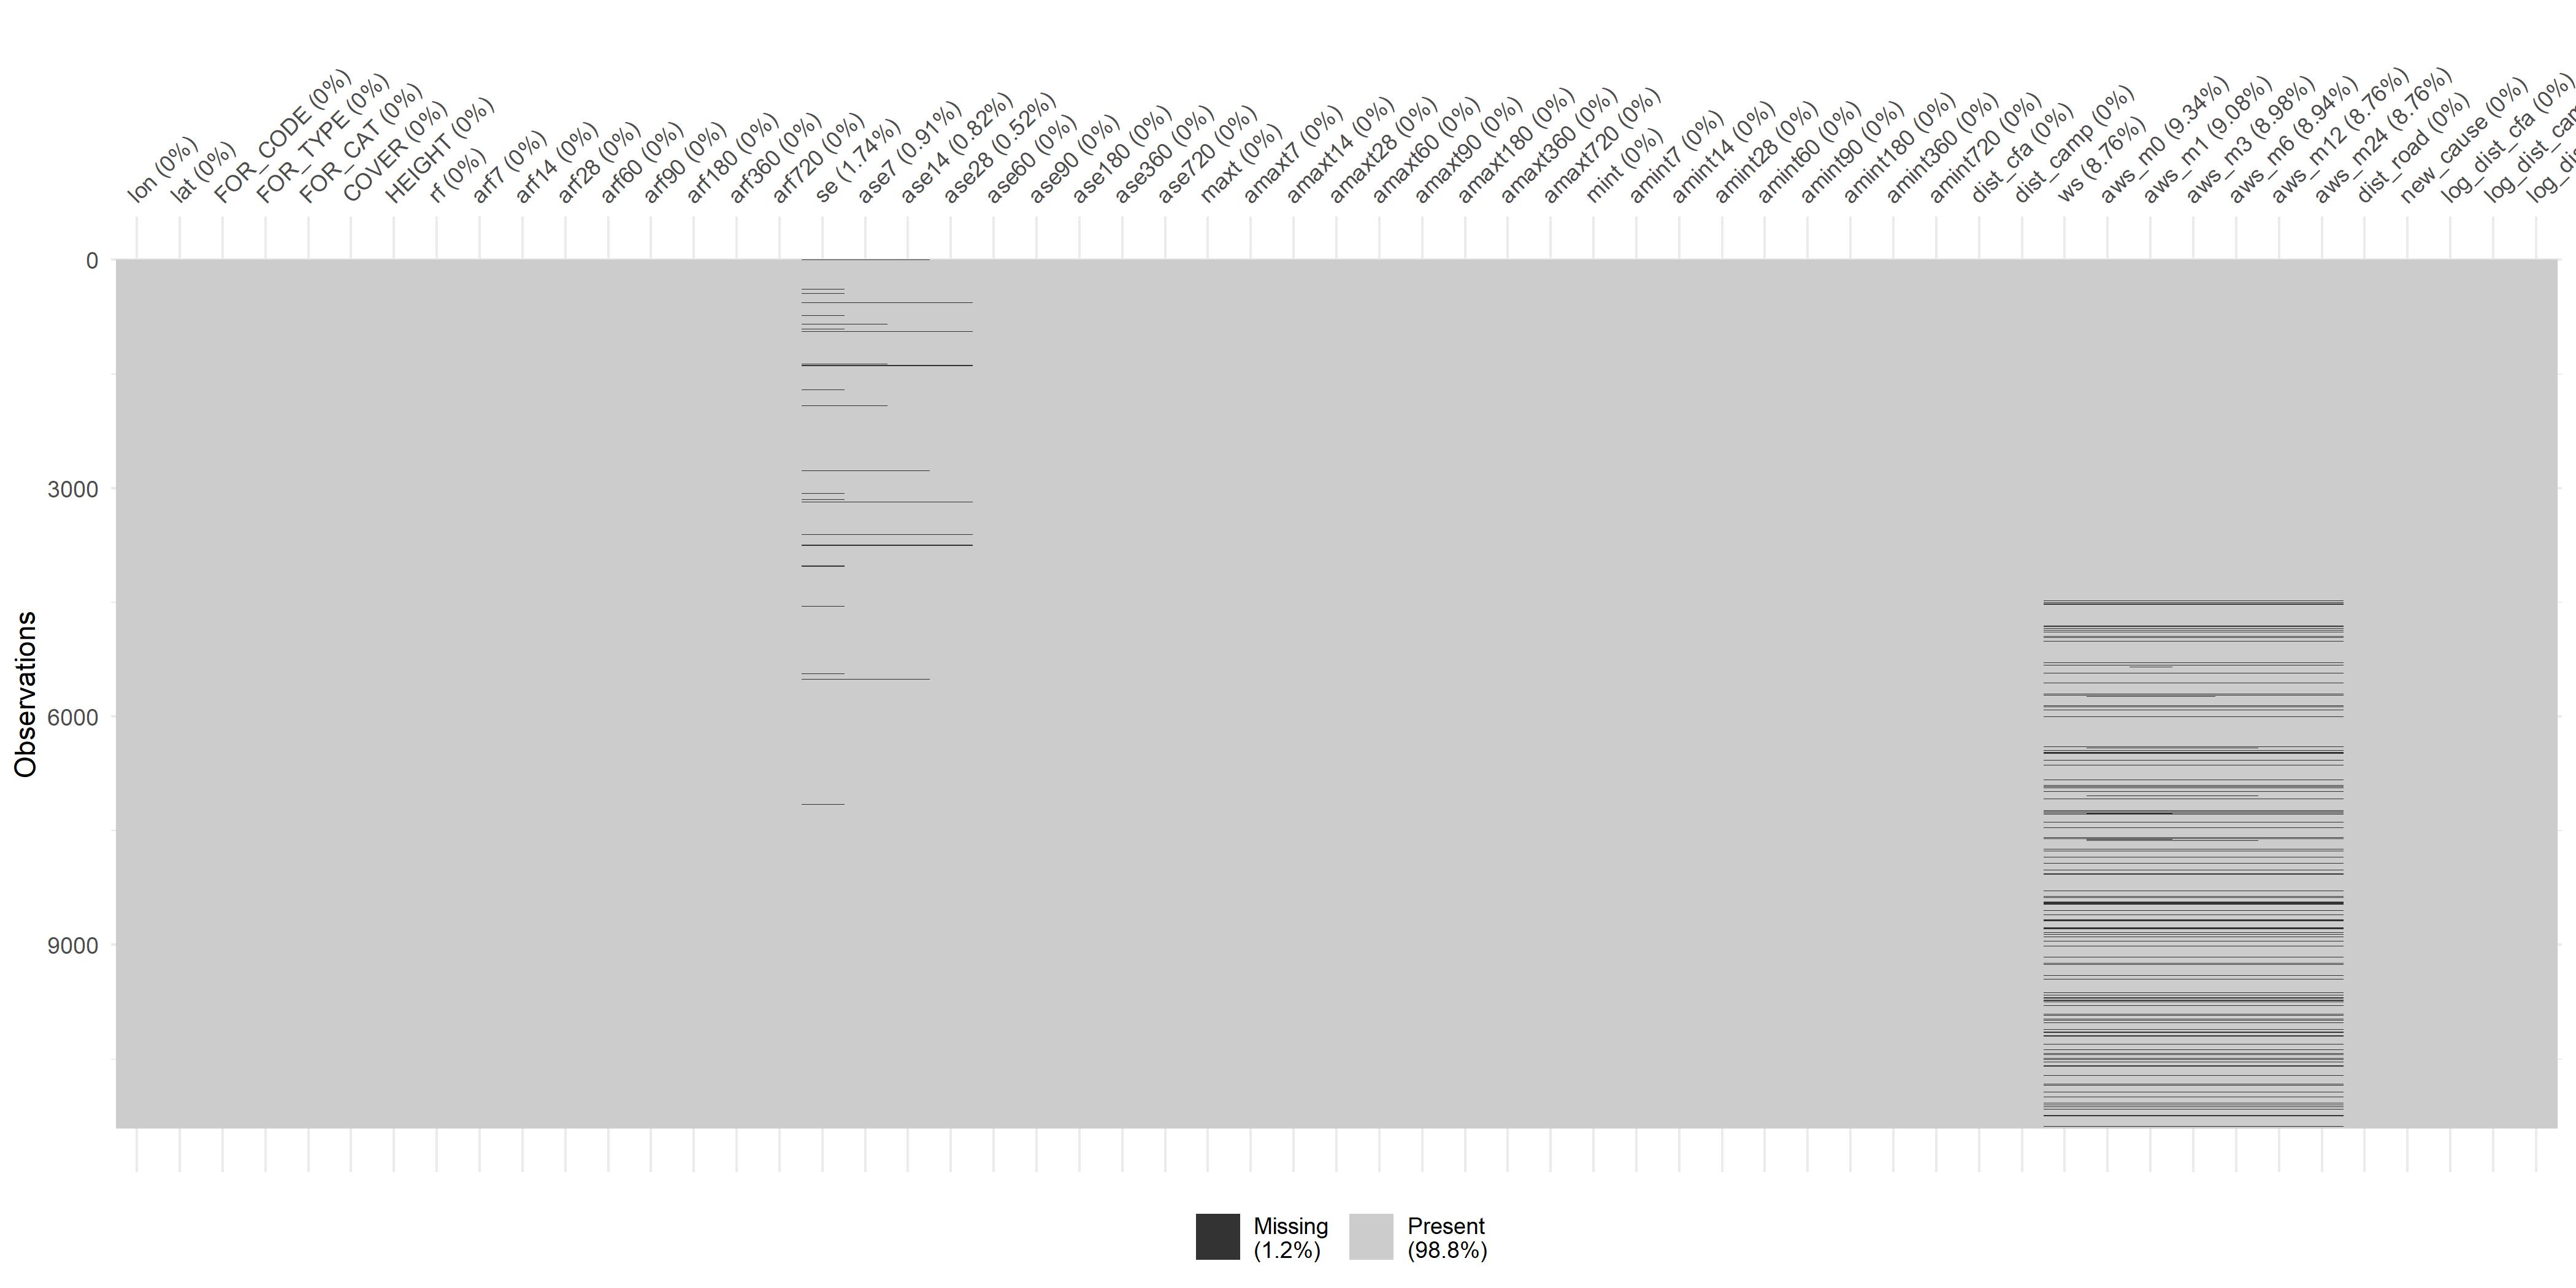 lon (0%)
lat (0%)
FOR_CODE (0%)
FOR_TYPE (0%)
FOR_CAT (0%)
COVER (0%)
HEIGHT (0%)
rf (0%)
arf7 (0%)
arf14 (0%)
arf28 (0%)
arf60 (0%)
arf90 (0%)
arf180 (0%)
arf360 (0%)
arf720 (0%)
se (1.74%)
ase7 (0.91%)
ase14 (0.82%)
ase28 (0.52%)
ase60 (0%)
ase90 (0%)
ase180 (0%)
ase360 (0%)
ase720 (0%)
maxt (0%)
amaxt7 (0%)
amaxt14 (0%)
amaxt28 (0%)
amaxt60 (0%)
amaxt90 (0%)
amaxt180 (0%)
amaxt360 (0%)
amaxt720 (0%)
mint (0%)
amint7 (0%)
amint14 (0%)
amint28 (0%)
amint60 (0%)
amint90 (0%)
amint180 (0%)
amint360 (0%)
amint720 (0%)
dist_cfa (0%)
dist_camp (0%)
ws (8.76%)
aws_m0 (9.34%)
aws_m1 (9.08%)
aws_m3 (8.98%)
aws_m6 (8.94%)
aws_m12 (8.76%)
aws_m24 (8.76%)
dist_road (0%)
new_cause (0%)
log_dist_cfa (0%)
log_dist_cam
log_dis
0
3000
6000
9000
Observations
Missing
(1.2%)
Present
(98.8%)